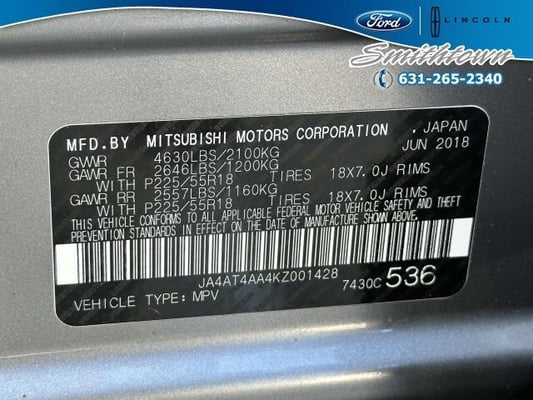 Ford LINCOLN
Smithtown
631-265-2340
MFD.BY MITSUBISHI MOTORS CORPORATION . JAPAN
GVWR 4630LBS/2100KG JUN 2018
GAWR FR 2646LBS/1200KG
WITH P225/55R18 TIRES 18X7.0J RIMS
GAWR RR 2557LBS/1160KG
WITH P225/55R18 TIRES 18X7.0J RIMS
THIS VEHICLE CONFORMS TO ALL APPLICABLE FEDERAL MOTOR VEHICLE SAFETY, BUMPER AND THEFT
PREVENTION STANDARDS IN EFFECT ON THE DATE OF MANUFACTURE SHOWN ABOVE.
JA4AT4AA4KZ001428
VEHICLE TYPE: MPV 7430C 536